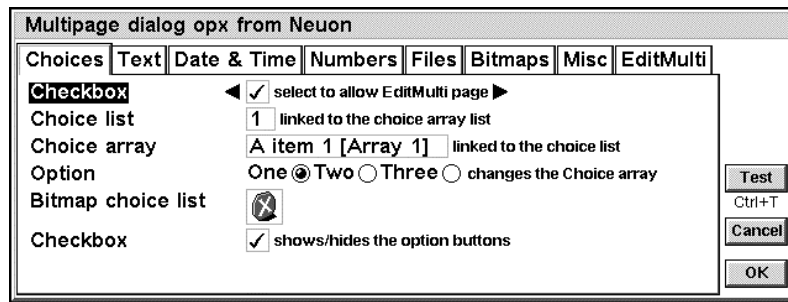 Multipage dialog opx from Neuon
Choices Text Date & Time Numbers Files Bitmaps Misc EditMulti
Checkbox select to allow EditMulti page
Choice list 1 linked to the choice array list
Choice array A item 1 [Array 1] linked to the choice list
Option One Two Three changes the Choice array
Test
Bitmap choice list
Ctrl+T
Checkbox shows/hides the option buttons
Cancel
OK